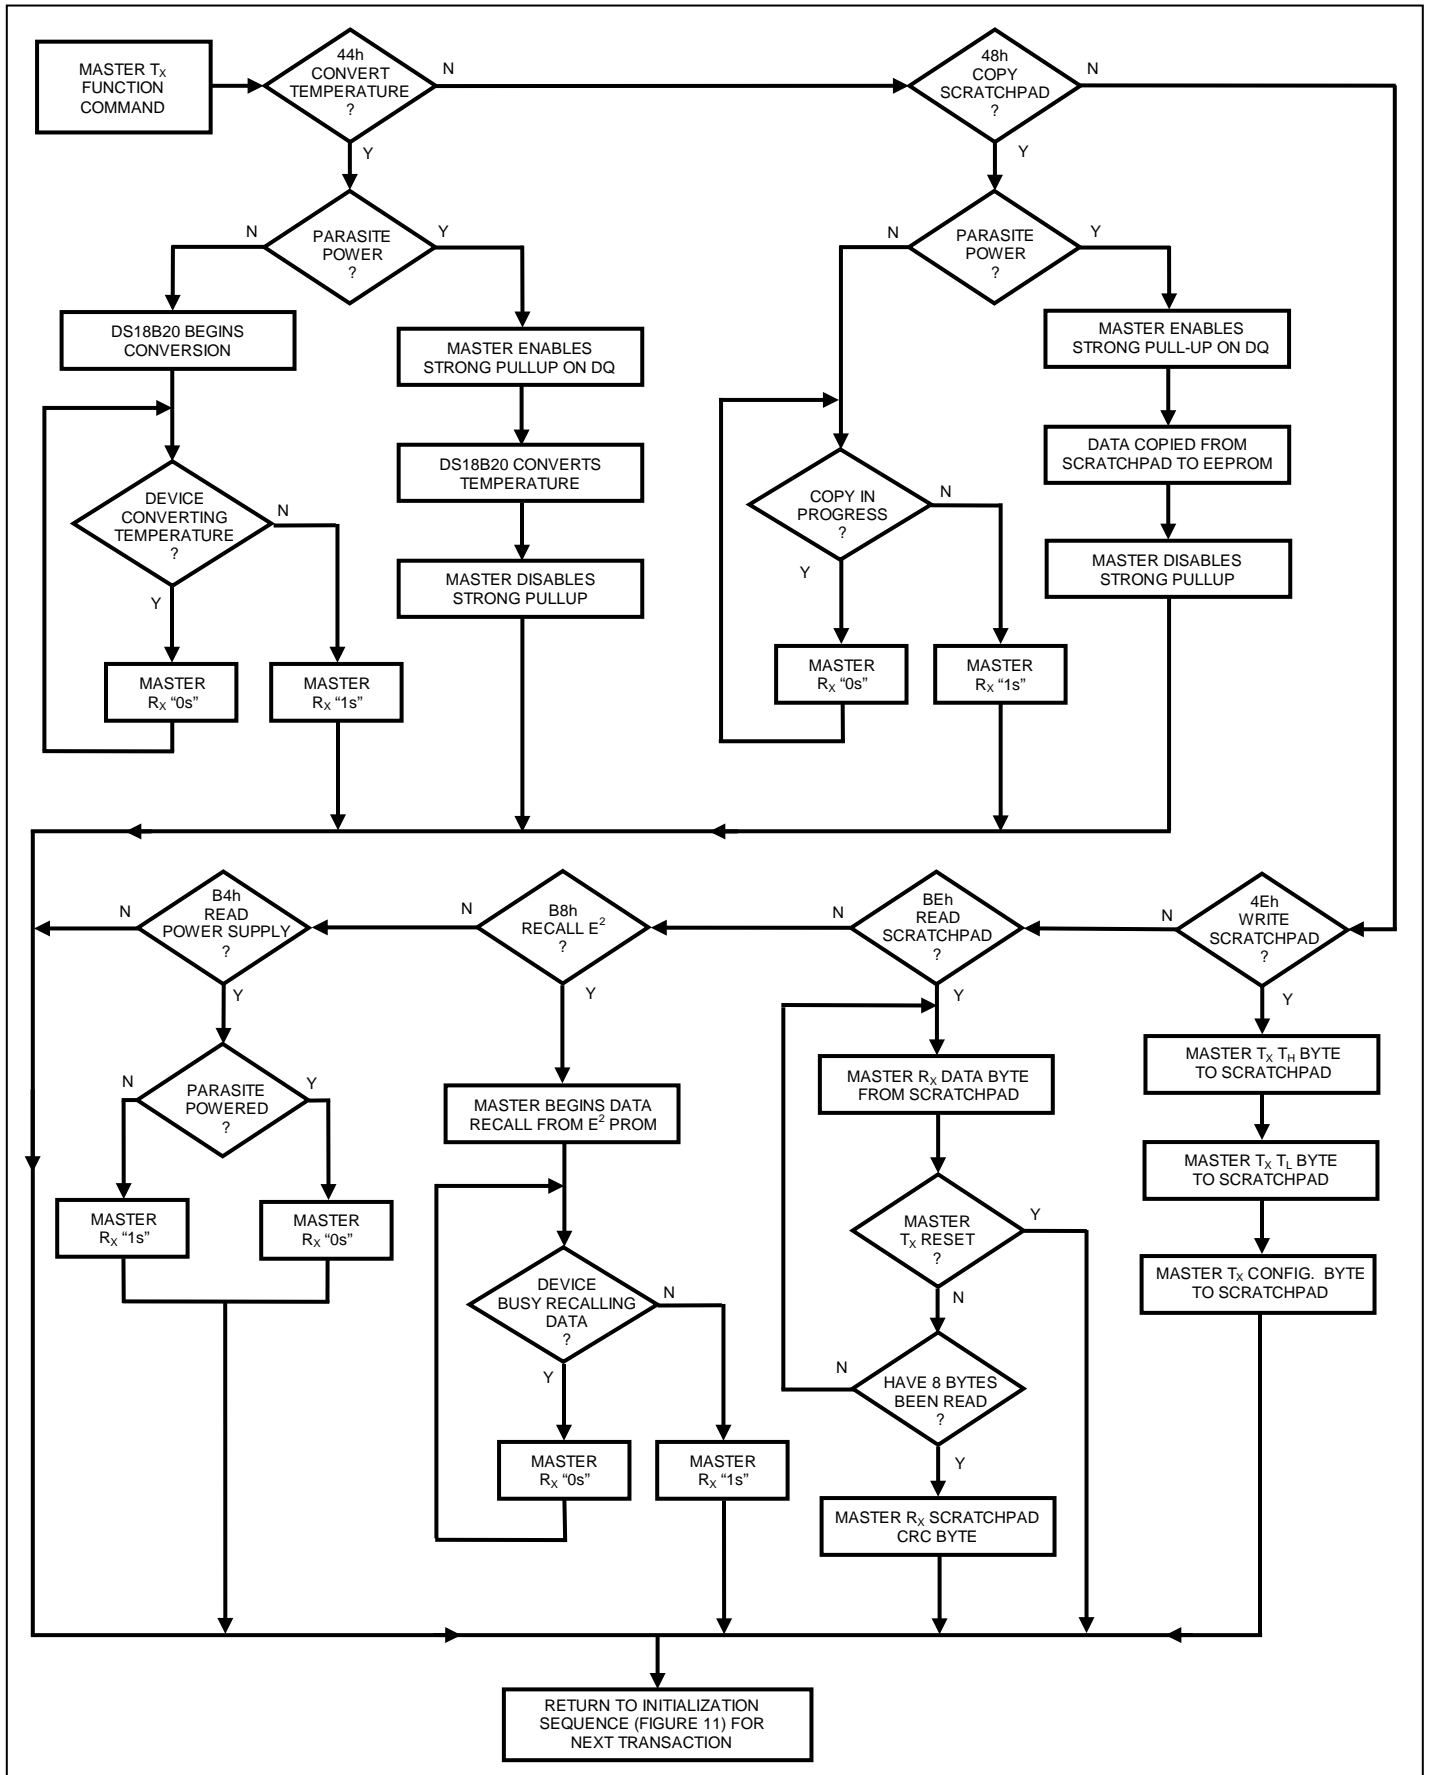 MASTER TX
FUNCTION
COMMAND
44h
CONVERT
TEMPERATURE
?
N
Y
48h
COPY
SCRATCHPAD
?
N
Y
PARASITE
POWER
?
N
Y
PARASITE
POWER
?
N
Y
DS18B20 BEGINS
CONVERSION
MASTER ENABLES
STRONG PULLUP ON DQ
MASTER ENABLES
STRONG PULL-UP ON DQ
DS18B20 CONVERTS
TEMPERATURE
DATA COPIED FROM
SCRATCHPAD TO EEPROM
DEVICE
CONVERTING
TEMPERATURE
?
N
Y
COPY IN
PROGRESS
?
N
Y
MASTER DISABLES
STRONG PULLUP
MASTER DISABLES
STRONG PULLUP
MASTER
RX “0s”
MASTER
RX “1s”
MASTER
RX “0s”
MASTER
RX “1s”
B4h
READ
POWER SUPPLY
?
N
Y
B8h
RECALL E2
?
N
Y
BEh
READ
SCRATCHPAD
?
N
Y
4Eh
WRITE
SCRATCHPAD
?
N
Y
PARASITE
POWERED
?
N
Y
MASTER BEGINS DATA
RECALL FROM E2 PROM
MASTER RX DATA BYTE
FROM SCRATCHPAD
MASTER TX TH BYTE
TO SCRATCHPAD
MASTER TX TL BYTE
TO SCRATCHPAD
MASTER
RX “1s”
MASTER
RX “0s”
MASTER
TX RESET
?
Y
N
MASTER TX CONFIG. BYTE
TO SCRATCHPAD
DEVICE
BUSY RECALLING
DATA
?
N
Y
HAVE 8 BYTES
BEEN READ
?
N
Y
MASTER
RX “0s”
MASTER
RX “1s”
MASTER RX SCRATCHPAD
CRC BYTE
RETURN TO INITIALIZATION
SEQUENCE (FIGURE 11) FOR
NEXT TRANSACTION